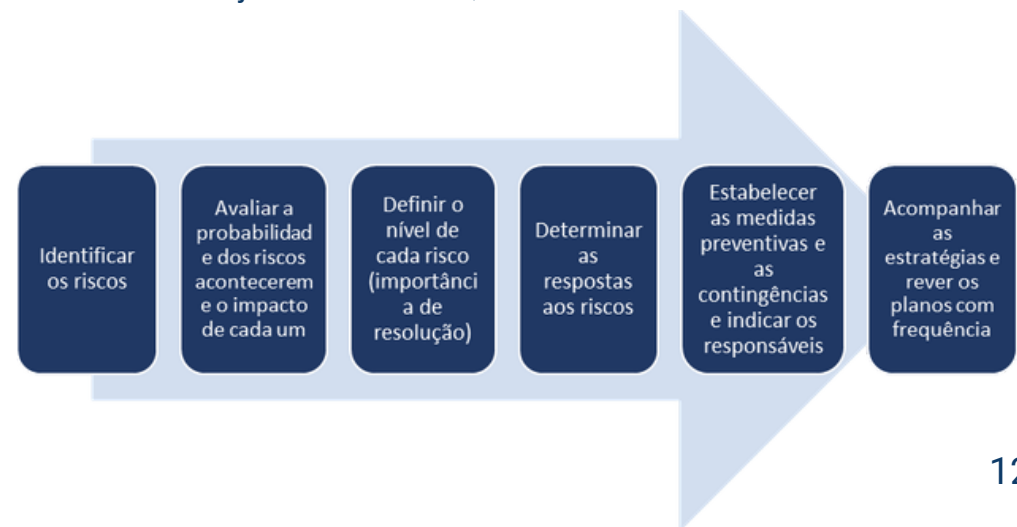 Identificar
os riscos
Avaliar a
probabilidad
e dos riscos
acontecerem
e o impacto
de cada um
Definir o
nível de
cada risco
(importânci
a de
resolução)
Determinar
as
respostas
aos riscos
Estabelecer
as medidas
preventivas e
as
contingências
e indicar os
responsáveis
Acompanhar
as
estratégias e
rever os
planos com
frequência